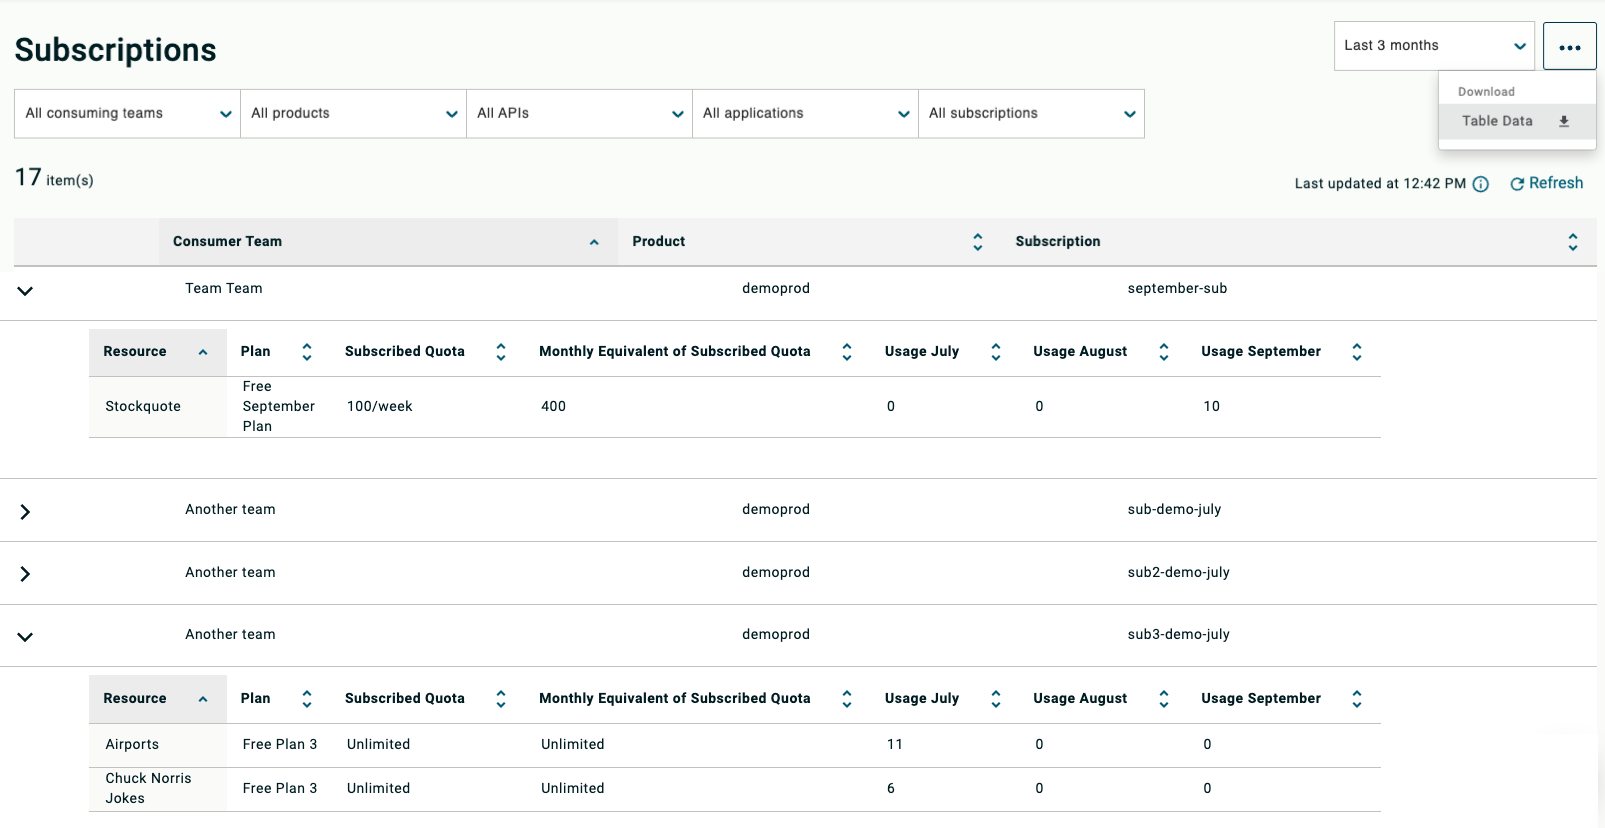 Subscriptions
Last 3 months
Download
Table Data
All consuming teams All products All APIs All applications All subscriptions
17 item(s)
Last updated at 12:42 PM Refresh
Consumer Team Product Subscription
Team Team demoprod september-sub
Resource Plan Subscribed Quota Monthly Equivalent of Subscribed Quota Usage July Usage August Usage September
Free
Stockquote September 100/week 400 0 0 10
Plan
Another team demoprod sub-demo-july
Another team demoprod sub2-demo-july
Another team demoprod sub3-demo-july
Resource Plan Subscribed Quota Monthly Equivalent of Subscribed Quota Usage July Usage August Usage September
Airports Free Plan 3 Unlimited Unlimited 11 0 0
Chuck Norris
Jokes Free Plan 3 Unlimited Unlimited 6 0 0